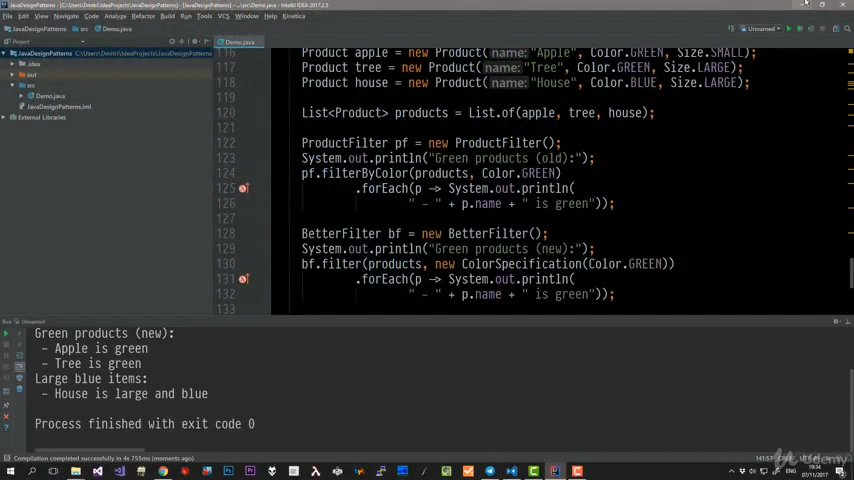 JavaDesignPatterns - [C:\Users\Dmitri\IdeaProjects\JavaDesignPatterns] - ...\src\Demo.java - IntelliJ IDEA 2017.2.5
File Edit View Navigate Code Analyze Refactor Build Run Tools VCS Window Help
JavaDesignPatterns src Demo.java
Unnamed
Project
Demo.java
JavaDesignPatterns C:\Users\Dmitri\IdeaProjects\JavaDesignPatterns
.idea
out
src
Demo.java
JavaDesignPatterns.iml
External Libraries
116 Product apple = new Product( name: "Apple", Color.GREEN, Size.SMALL);
117 Product tree = new Product( name: "Tree", Color.GREEN, Size.LARGE);
118 Product house = new Product( name: "House", Color.BLUE, Size.LARGE);
119
120 List<Product> products = List.of(apple, tree, house);
121
122 ProductFilter pf = new ProductFilter();
123 System.out.println("Green products (old):");
124 pf.filterByColor(products, Color.GREEN)
125 .forEach(p -> System.out.println(
126 " - " + p.name + " is green"));
127
128 BetterFilter bf = new BetterFilter();
129 System.out.println("Green products (new):");
130 bf.filter(products, new ColorSpecification(Color.GREEN))
131 .forEach(p -> System.out.println(
132 " - " + p.name + " is green"));
133
Run Unnamed
Green products (new):
- Apple is green
- Tree is green
Large blue items:
- House is large and blue
Process finished with exit code 0
Compilation completed successfully in 4s 755ms (moments ago)
141:57
ENG
19:34
07/11/2017
Udemy